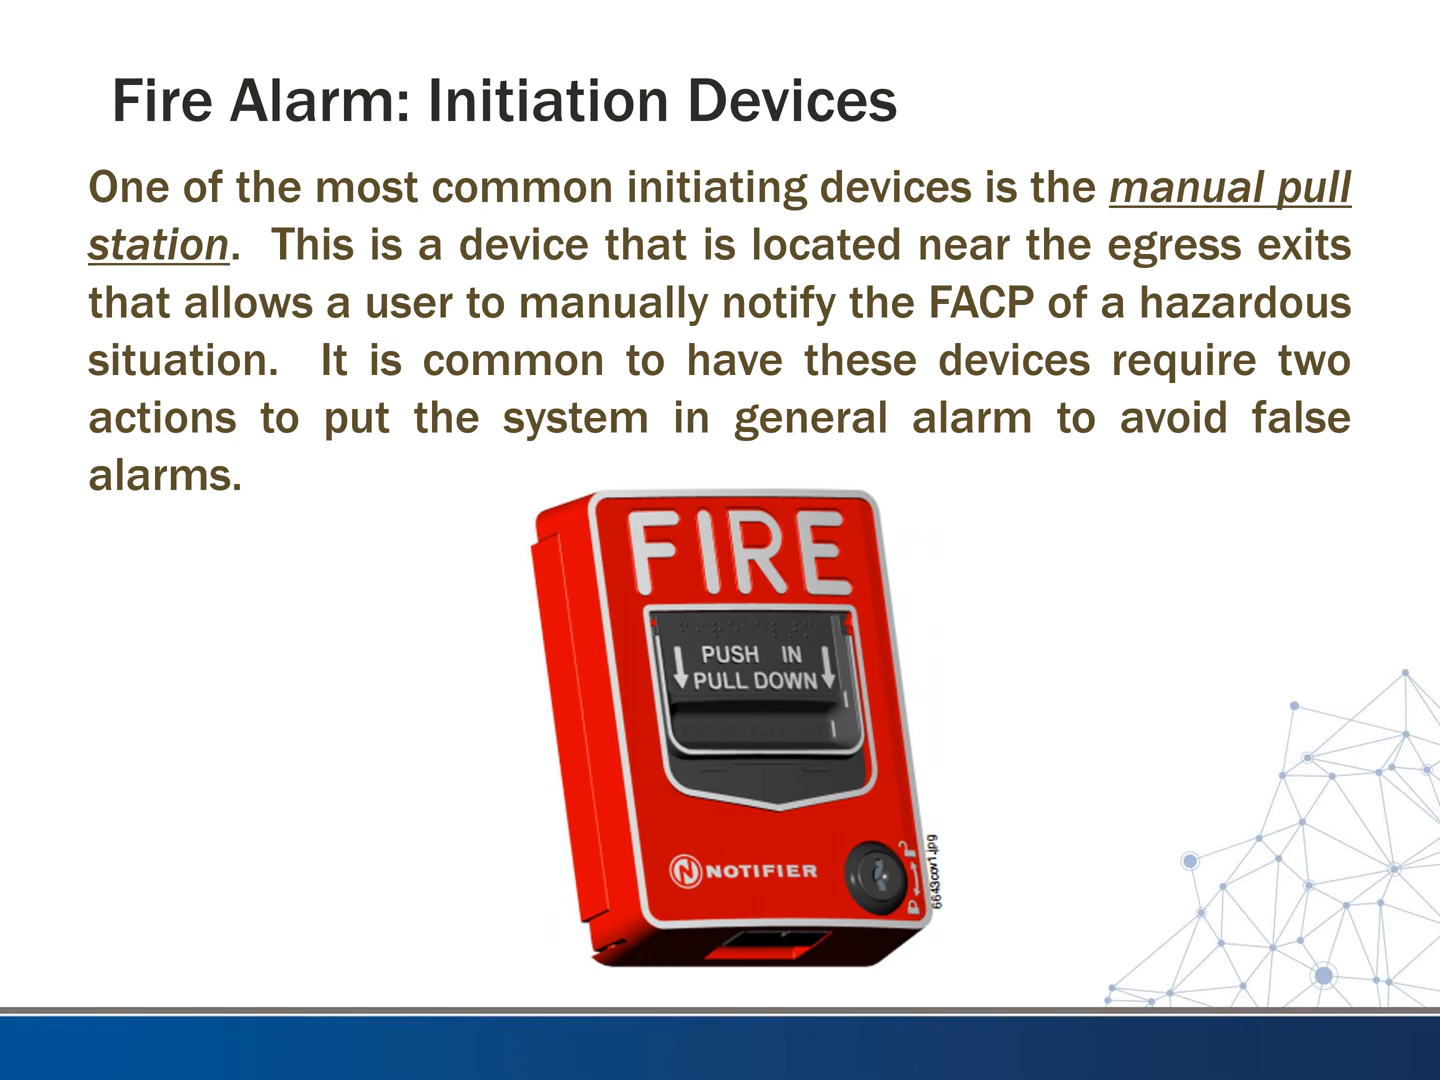 Fire Alarm: Initiation Devices
One of the most common initiating devices is the manual pull
station.  This is a device that is located near the egress exits
that allows a user to manually notify the FACP of a hazardous
situation.  It is common to have these devices require two
actions to put the system in general alarm to avoid false
alarms.
FIRE
PUSH IN
PULL DOWN
NOTIFIER
6643cov1.jpg